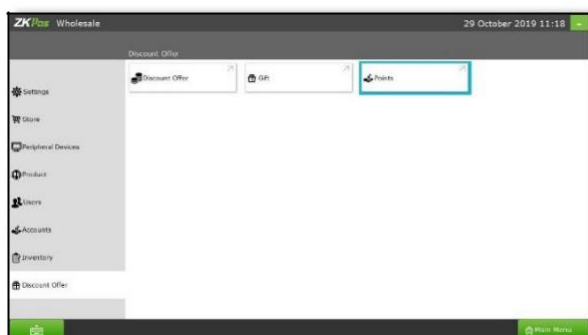 ZKPos Wholesale 29 October 2019 11:18
Discount Offer
Discount Offer Gift Points
Settings
Store
Peripheral Devices
Product
Users
Accounts
Inventory
Discount Offer
Main Menu